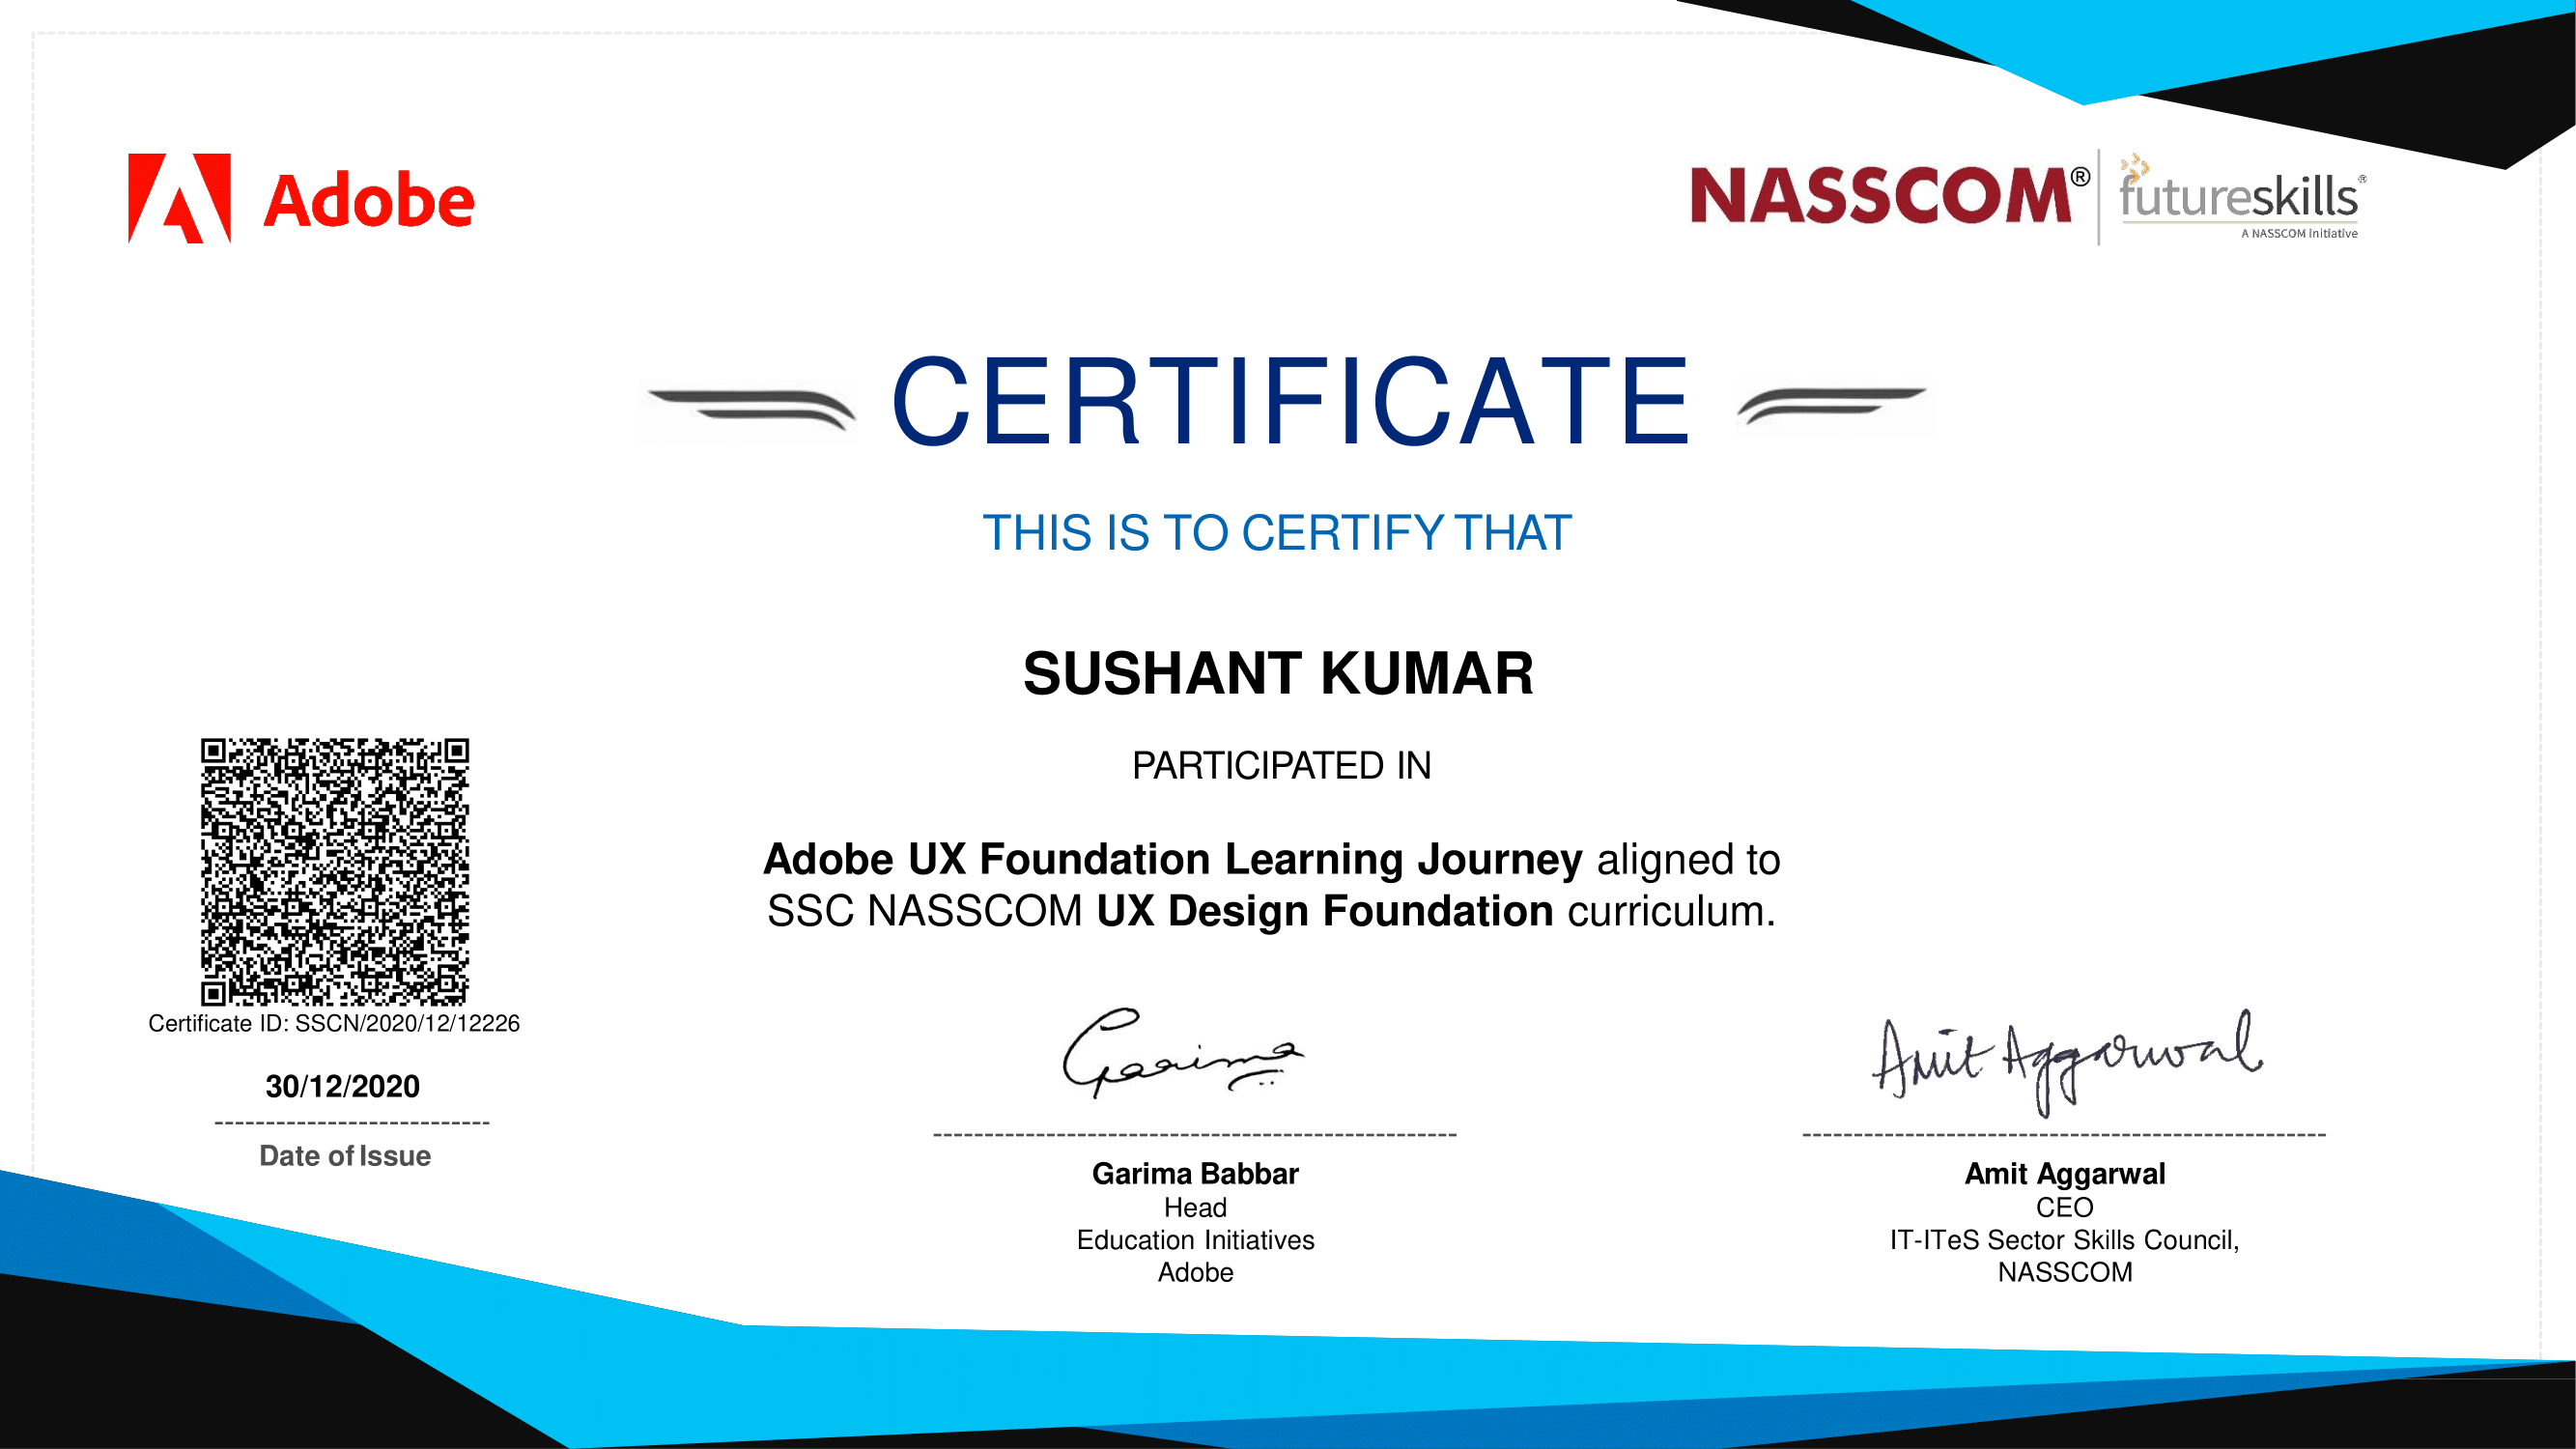 Adobe
NASSCOM®
futureskills®
A NASSCOM Initiative
CERTIFICATE
THIS IS TO CERTIFY THAT
SUSHANT KUMAR
PARTICIPATED IN
Adobe UX Foundation Learning Journey aligned to
SSC NASSCOM UX Design Foundation curriculum.
Certificate ID: SSCN/2020/12/12226
30/12/2020
Date of Issue
Garima
Garima Babbar
Head
Education Initiatives
Adobe
Amit Aggarwal
Amit Aggarwal
CEO
IT-ITeS Sector Skills Council,
NASSCOM